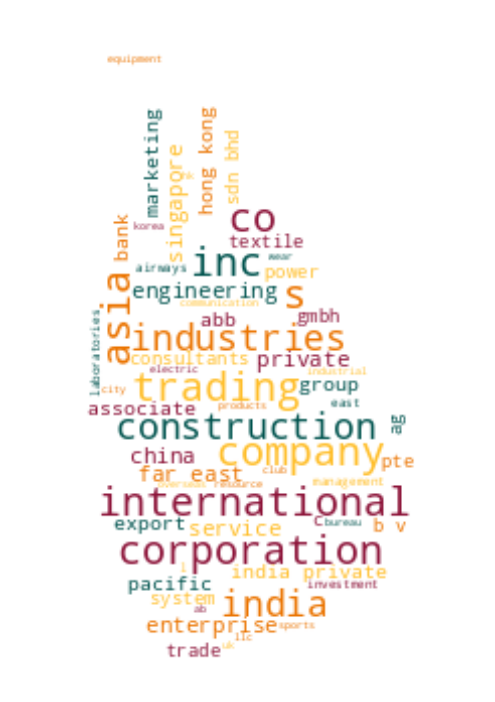 equipment
marketing
hong kong
sdn bhd
singapore
hk
korea
bank
co
textile
airways
inc
wear
power
asia
engineering
s
communication
abb
gmbh
laboratories
industries
consultants
private
electric
industrial
city
trading
group
associate
products
east
construction
ag
china
company
pte
far east
club
overseas
resource
management
international
export
service
c
bureau
b v
corporation
l
india private
pacific
investment
system
ab
india
enterprise
sports
llc
trade
uk